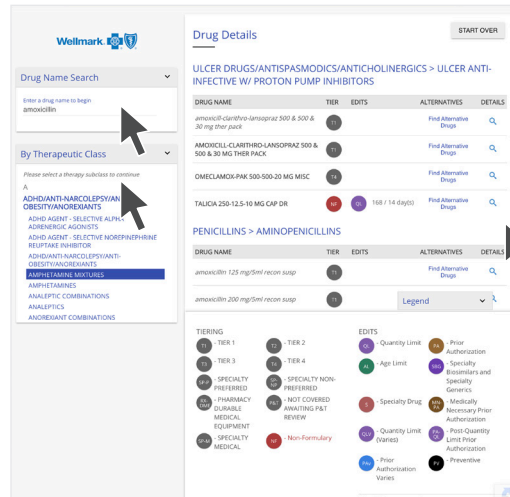 Wellmark.
Drug Name Search
Enter a drug name to begin
amoxicillin
By Therapeutic Class
Please select a therapy subclass to continue
A
ADHD/ANTI-NARCOLEPSY/AN
OBESITY/ANOREXIANTS
ADHD AGENT - SELECTIVE ALPHA
ADRENERGIC AGONISTS
ADHD AGENT - SELECTIVE NOREPINEPHRINE
REUPTAKE INHIBITOR
ADHD/ANTI-NARCOLEPSY/ANTI-
OBESITY/ANOREXIANTS
AMPHETAMINE MIXTURES
AMPHETAMINES
ANALEPTIC COMBINATIONS
ANALEPTICS
ANOREXIANT COMBINATIONS
Drug Details
START OVER
ULCER DRUGS/ANTISPASMODICS/ANTICHOLINERGICS > ULCER ANTI-
INFECTIVE W/ PROTON PUMP INHIBITORS
DRUG NAME TIER EDITS ALTERNATIVES DETAILS
amoxicill-clarithro-lansopraz 500 & 500 &
30 mg ther pack T1 Find Alternative
Drugs
AMOXICILL-CLARITHRO-LANSOPRAZ 500 &
500 & 30 MG THER PACK T1 Find Alternative
Drugs
OMECLAMOX-PAK 500-500-20 MG MISC T4 Find Alternative
Drugs
TALICIA 250-12.5-10 MG CAP DR NF QL 168 / 14 day(s) Find Alternative
Drugs
PENICILLINS > AMINOPENICILLINS
DRUG NAME TIER EDITS ALTERNATIVES DETAILS
amoxicillin 125 mg/5ml recon susp T1 Find Alternative
Drugs
amoxicillin 200 mg/5ml recon susp T1
Legend
TIERING
T1 - TIER 1
T2 - TIER 2
T3 - TIER 3
T4 - TIER 4
SP-P - SPECIALTY
PREFERRED
SP-
NP - SPECIALTY NON-
PREFERRED
RX-
DME - PHARMACY
DURABLE
MEDICAL
EQUIPMENT
P&T - NOT COVERED
AWAITING P&T
REVIEW
SP-M - SPECIALTY
MEDICAL
NF - Non-Formulary
EDITS
QL - Quantity Limit
PA - Prior
Authorization
AL - Age Limit
SBG - Specialty
Biosimilars and
Specialty
Generics
S - Specialty Drug
MN-
PA - Medically
Necessary Prior
Authorization
QLV - Quantity Limit
(Varies)
PA-
QL - Post-Quantity
Limit Prior
Authorization
PAv - Prior
Authorization
Varies
PV - Preventive